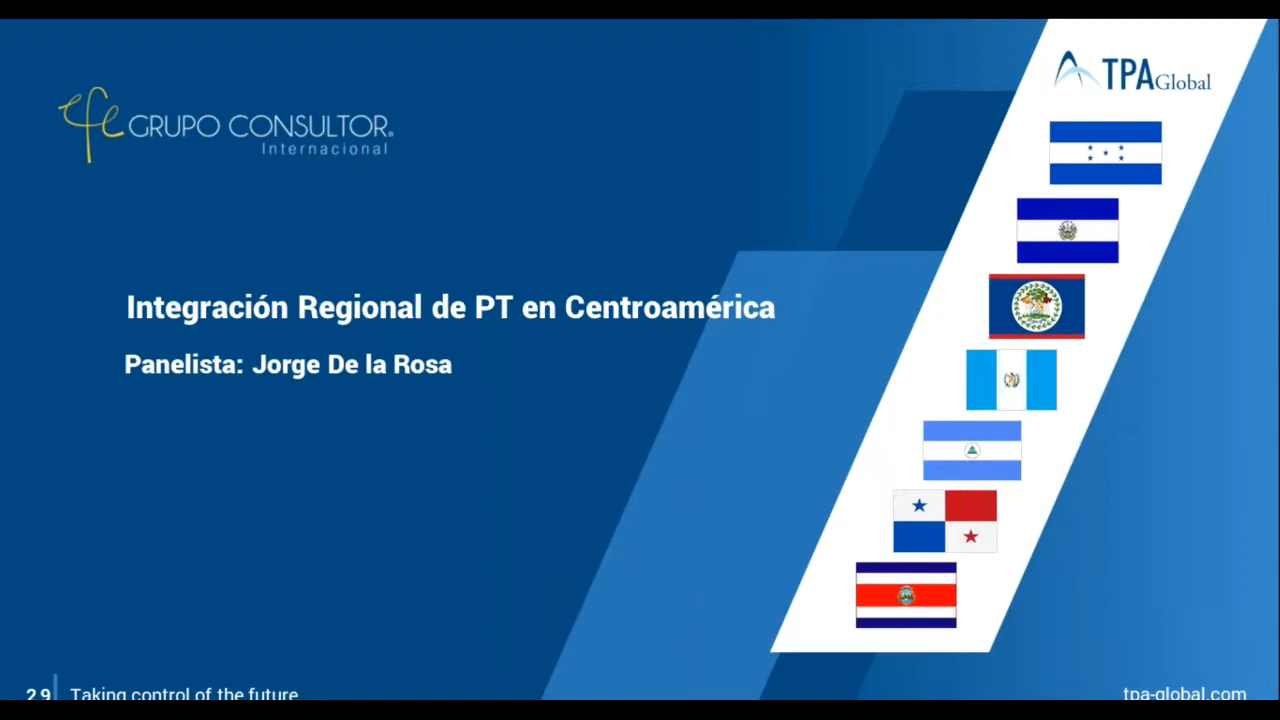 TPA Global
efe GRUPO CONSULTOR®
Internacional
Integración Regional de PT en Centroamérica
Panelista: Jorge De la Rosa
29 Taking control of the future
tpa-global.com